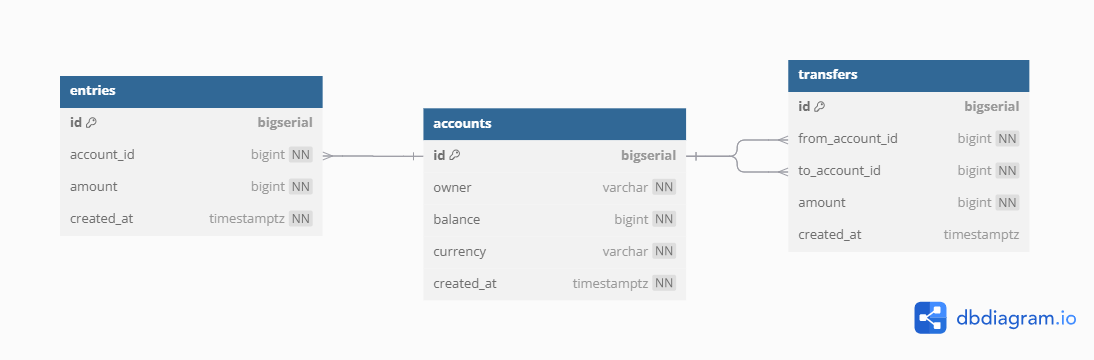 entries
id bigserial
account_id bigint NN
amount bigint NN
created_at timestamptz NN
accounts
id bigserial
owner varchar NN
balance bigint NN
currency varchar NN
created_at timestamptz NN
transfers
id bigserial
from_account_id bigint NN
to_account_id bigint NN
amount bigint NN
created_at timestamptz
dbdiagram.io